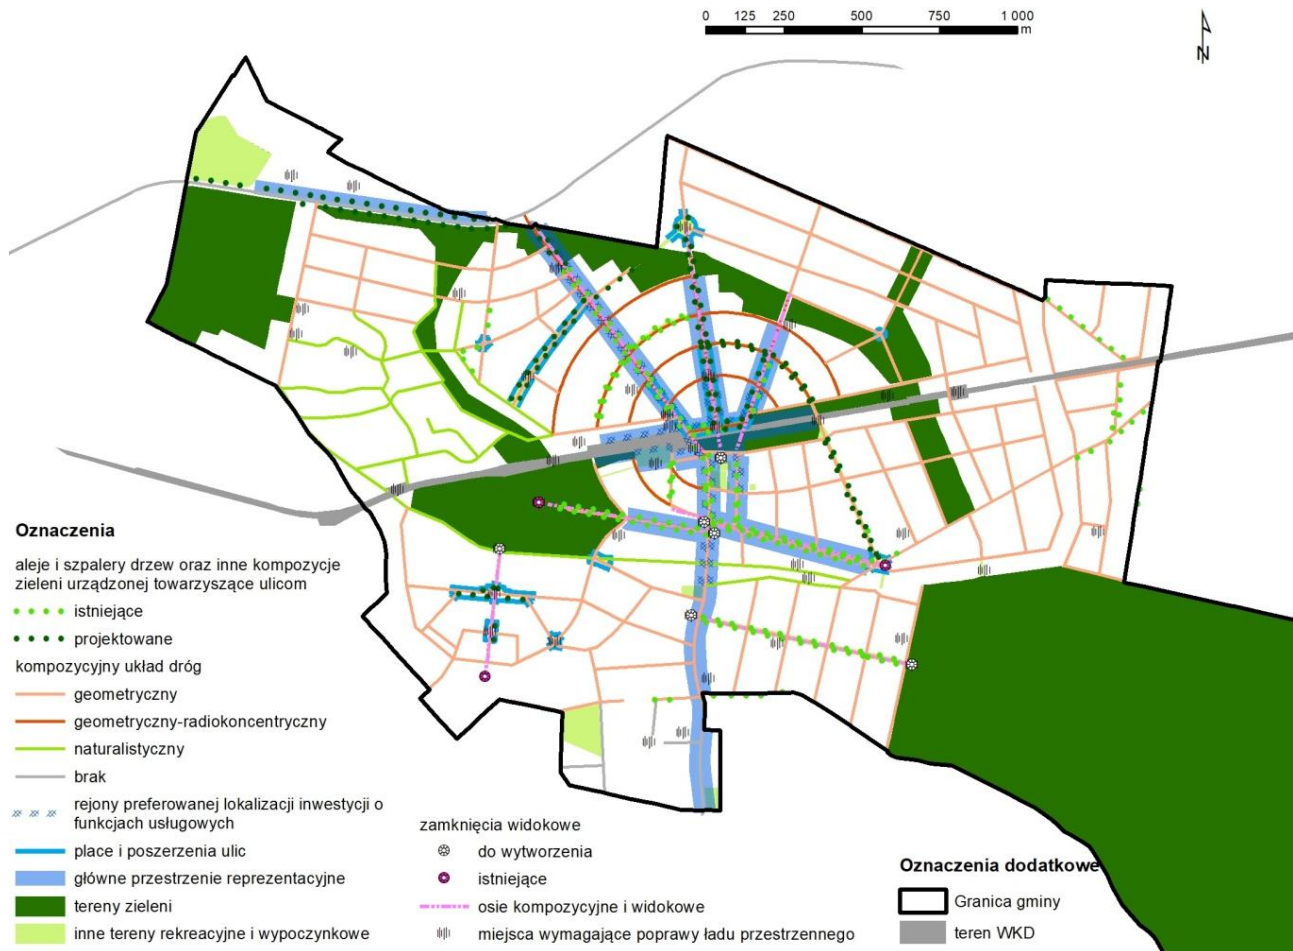 0 125 250 500 750 1 000
m
N
Oznaczenia
aleje i szpalery drzew oraz inne kompozycje
zieleni urządzonej towarzyszące ulicom
istniejące
projektowane
kompozycyjny układ dróg
geometryczny
geometryczny-radiokoncentryczny
naturalistyczny
brak
rejony preferowanej lokalizacji inwestycji o
funkcjach usługowych
place i poszerzenia ulic
główne przestrzenie reprezentacyjne
tereny zieleni
inne tereny rekreacyjne i wypoczynkowe
zamknięcia widokowe
do wytworzenia
istniejące
osie kompozycyjne i widokowe
miejsca wymagające poprawy ładu przestrzennego
Oznaczenia dodatkowe
Granica gminy
teren WKD